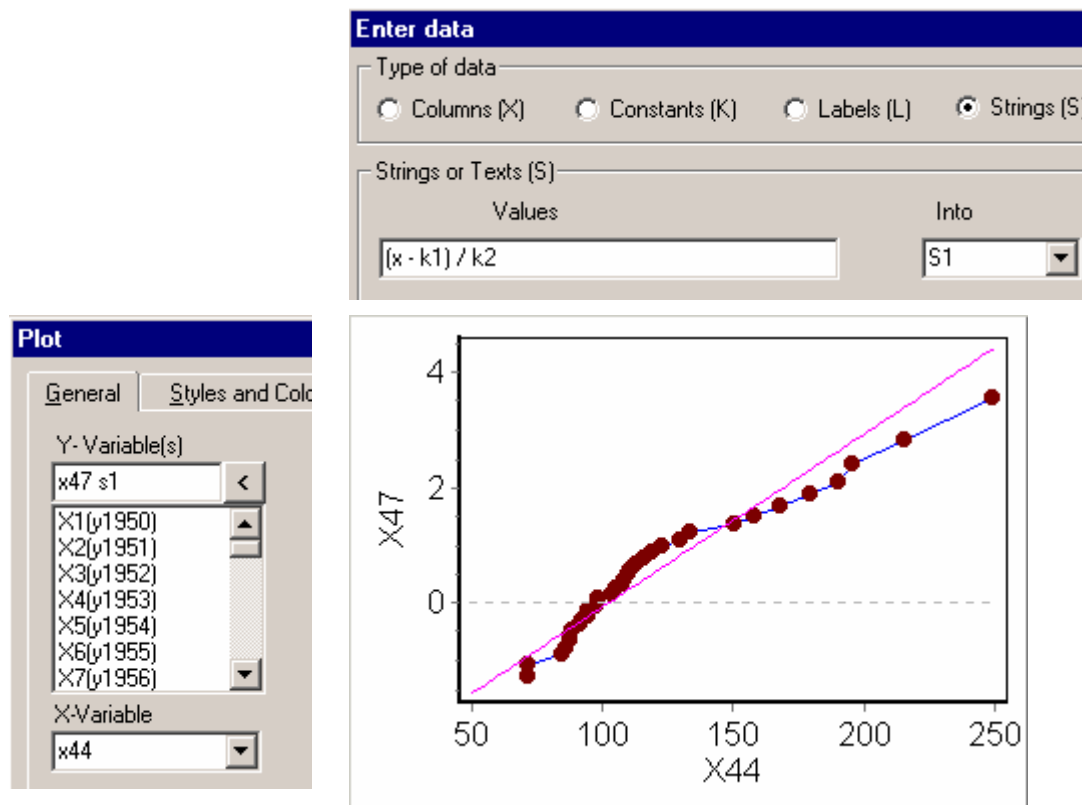 Enter data
Type of data
Columns (X) Constants (K) Labels (L) Strings (S)
Strings or Texts (S)
Values Into
(x - k1) / k2 S1
Plot
General Styles and Colo
Y- Variable(s)
x47 s1 <
X1(y1950)
X2(y1951)
X3(y1952)
X4(y1953)
X5(y1954)
X6(y1955)
X7(y1956)
X-Variable
x44
4
2
0
X47
50 100 150 200 250
X44